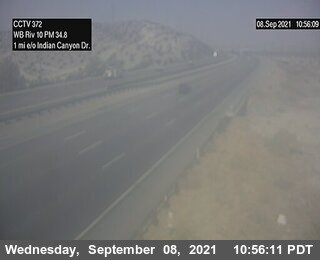 CCTV 372
WB Riv 10 PM 34.8
1 mi e/o Indian Canyon Dr.
08.Sep 2021 10:56:09
Wednesday, September 08, 2021 10:56:11 PDT